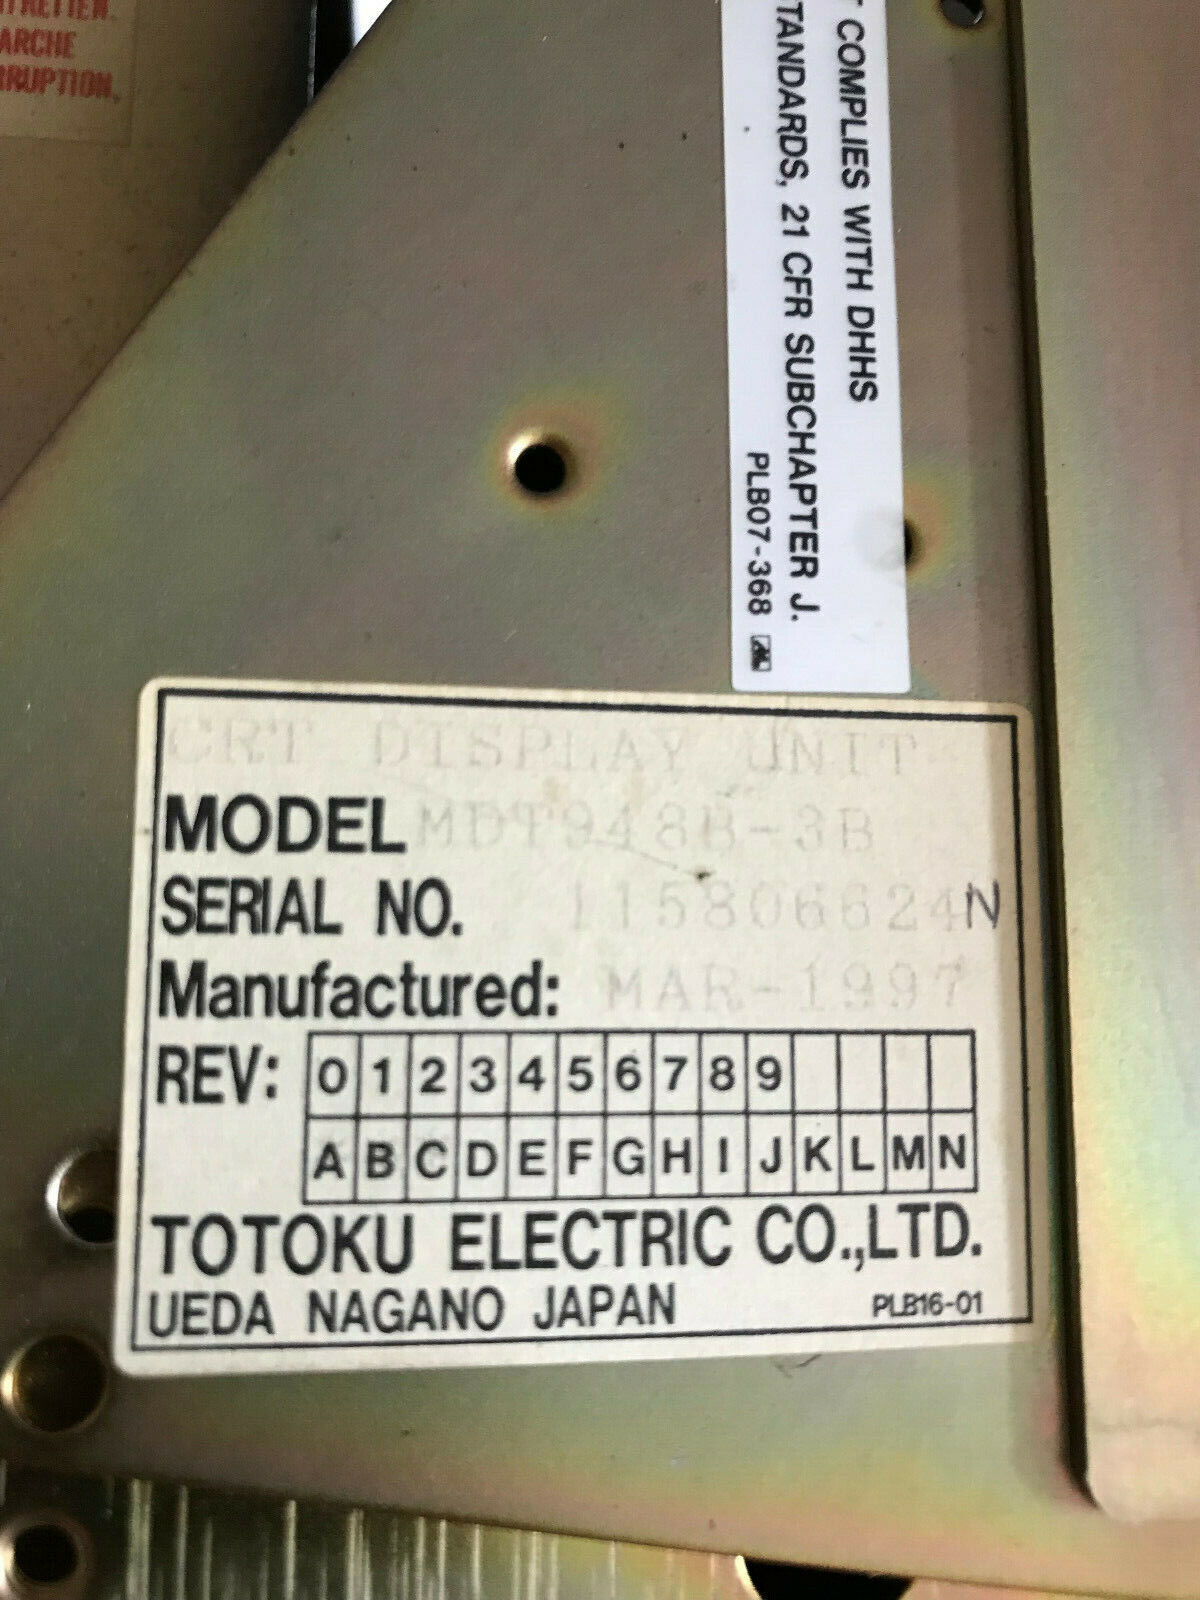 TRETIEN.
ARCHE
RRUPTION.
T COMPLIES WITH DHHS
TANDARDS, 21 CFR SUBCHAPTER J.
PLB07-368
CRT DISPLAY UNIT
MODEL MDT948B-3B
SERIAL NO. 115806624N
Manufactured: MAR-1997
REV: 0 1 2 3 4 5 6 7 8 9
A B C D E F G H I J K L M N
TOTOKU ELECTRIC CO.,LTD.
UEDA NAGANO JAPAN PLB16-01